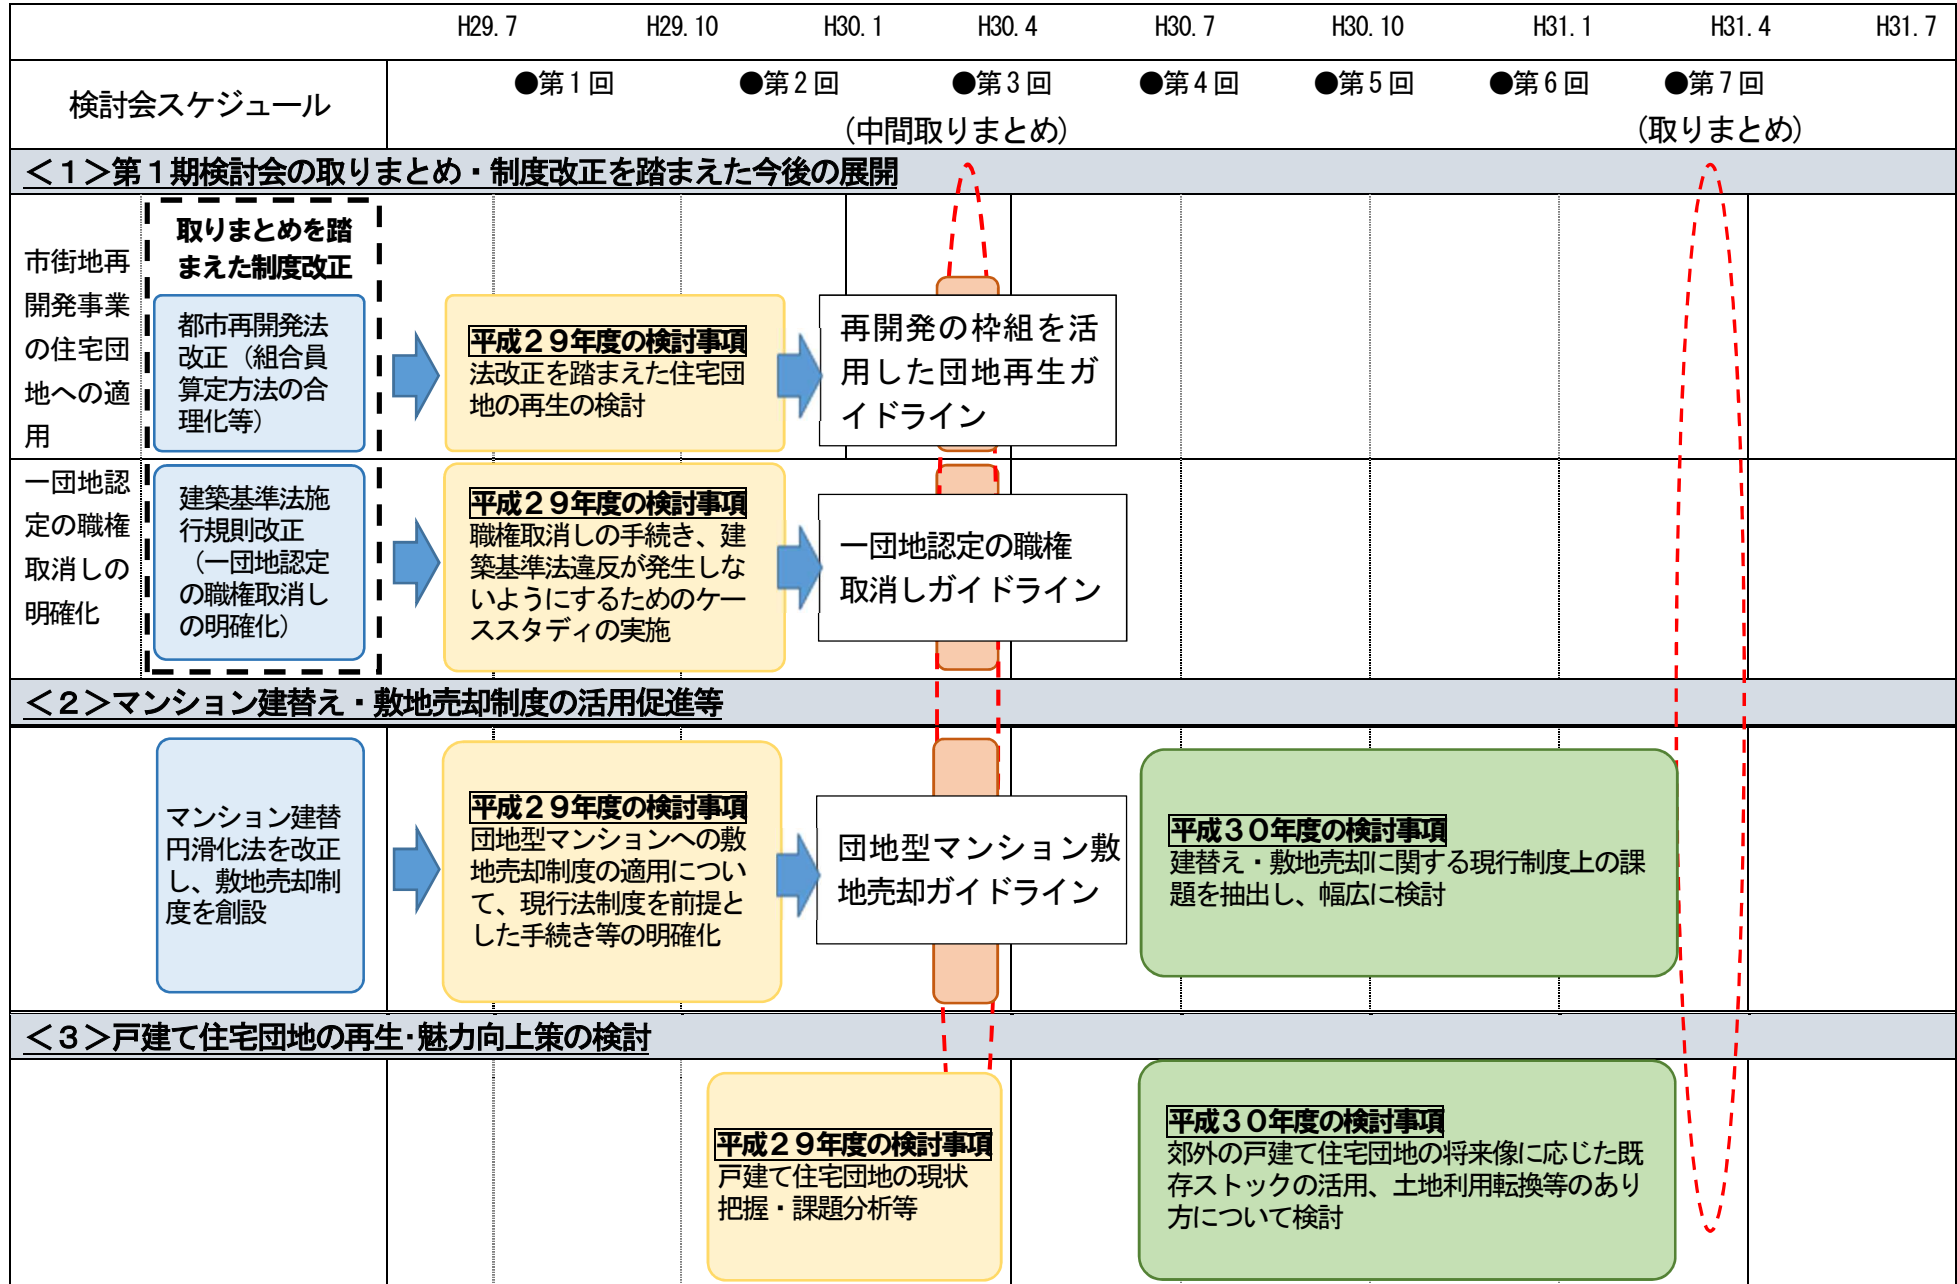 H29.7 H29.10 H30.1 H30.4 H30.7 H30.10 H31.1 H31.4 H31.7
検討会スケジュール
●第1回 ●第2回 ●第3回 ●第4回 ●第5回 ●第6回 ●第7回
(中間取りまとめ) (取りまとめ)
<1>第1期検討会の取りまとめ・制度改正を踏まえた今後の展開
市街地再
開発事業
の住宅団
地への適
用
取りまとめを踏
まえた制度改正
都市再開発法
改正（組合員
算定方法の合
理化等）
平成29年度の検討事項
法改正を踏まえた住宅団
地の再生の検討
再開発の枠組を活
用した団地再生ガ
イドライン
一団地認
定の職権
取消しの
明確化
建築基準法施
行規則改正
（一団地認定
の職権取消し
の明確化）
平成29年度の検討事項
職権取消しの手続き、建
築基準法違反が発生しな
いようにするためのケー
ススタディの実施
一団地認定の職権
取消しガイドライン
<2>マンション建替え・敷地売却制度の活用促進等
マンション建替
円滑化法を改正
し、敷地売却制
度を創設
平成29年度の検討事項
団地型マンションへの敷
地売却制度の適用につい
て、現行法制度を前提と
した手続き等の明確化
団地型マンション敷
地売却ガイドライン
平成30年度の検討事項
建替え・敷地売却に関する現行制度上の課
題を抽出し、幅広に検討
<3>戸建て住宅団地の再生・魅力向上策の検討
平成29年度の検討事項
戸建て住宅団地の現状
把握・課題分析等
平成30年度の検討事項
郊外の戸建て住宅団地の将来像に応じた既
存ストックの活用、土地利用転換等のあり
方について検討